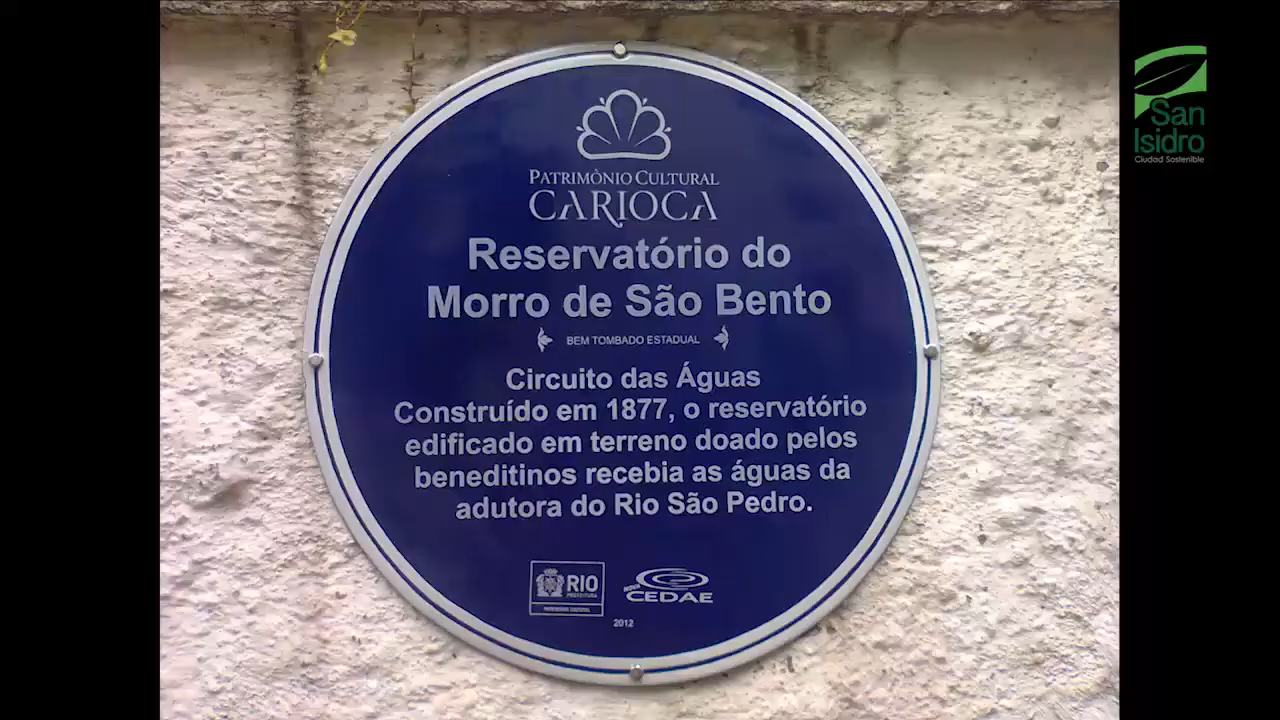 PATRIMÔNIO CULTURAL
CARIOCA
Reservatório do
Morro de São Bento
BEM TOMBADO ESTADUAL
Circuito das Águas
Construído em 1877, o reservatório
edificado em terreno doado pelos
beneditinos recebia as águas da
adutora do Rio São Pedro.
RIO
PREFEITURA
NOVA
CEDAE
2012
San
Isidro
Ciudad Sostenible